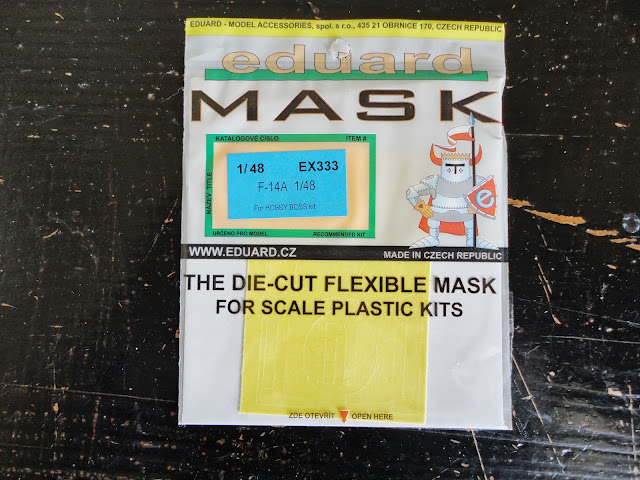 EDUARD - MODEL ACCESSORIES, spol. s r.o., 435 21 OBRNICE 170, CZECH REPUBLIC
eduard
MASK
KATALOGOVÉ ČÍSLO ITEM #
NÁZEV TITLE
1/48 EX333
F-14A 1/48
For HOBBY BOSS kit
URČENO PRO MODEL RECOMMENDED KIT
e
WWW.EDUARD.CZ MADE IN CZECH REPUBLIC
THE DIE-CUT FLEXIBLE MASK
FOR SCALE PLASTIC KITS
ZDE OTEVŘÍT OPEN HERE